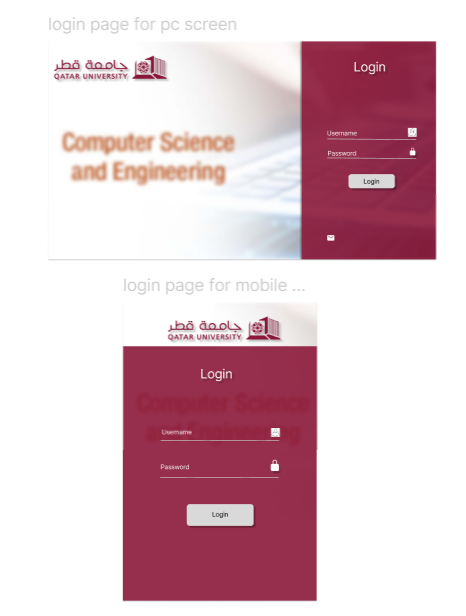 login page for pc screen
جامعة قطر
QATAR UNIVERSITY
Computer Science
and Engineering
Login
Username
Password
Login
login page for mobile ...
جامعة قطر
QATAR UNIVERSITY
Login
Computer Science
and Engineering
Username
Password
Login